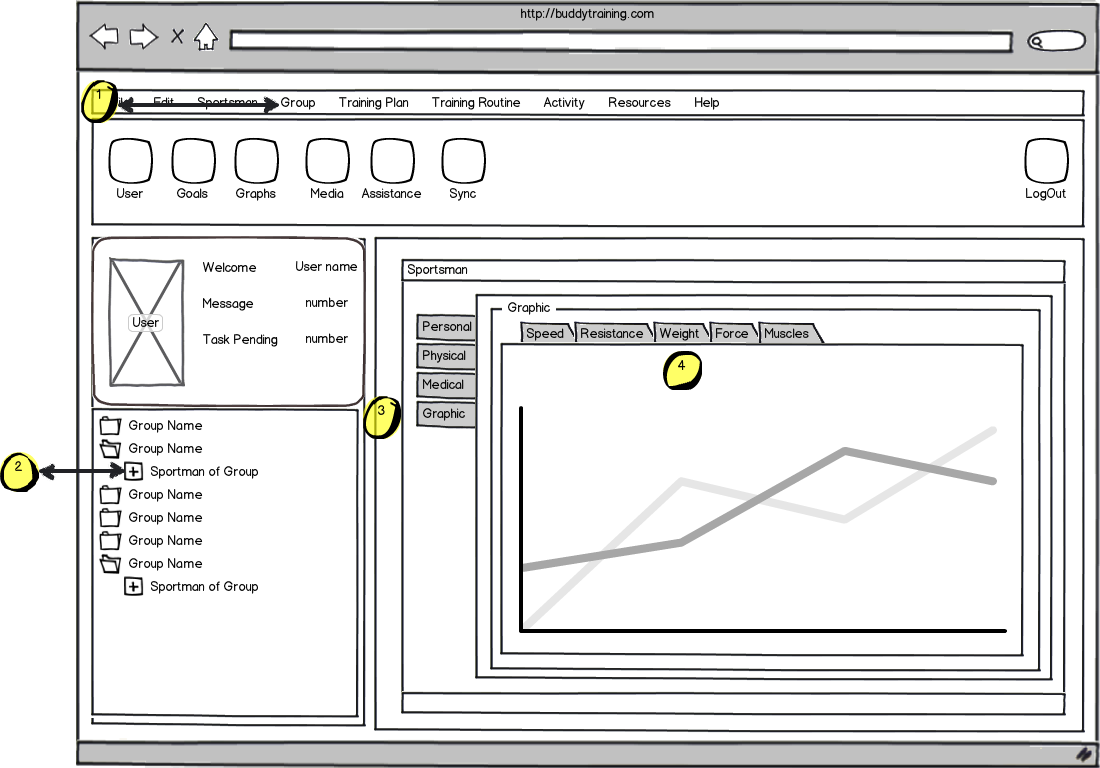 http://buddytraining.com
1
Edit Sportsman Group Training Plan Training Routine Activity Resources Help
User Goals Graphs Media Assistance Sync LogOut
User
Welcome User name
Message number
Task Pending number
Group Name
Group Name
Sportman of Group
Group Name
Group Name
Group Name
Group Name
Sportman of Group
2
3
Sportsman
Personal
Physical
Medical
Graphic
Graphic
Speed Resistance Weight Force Muscles
4